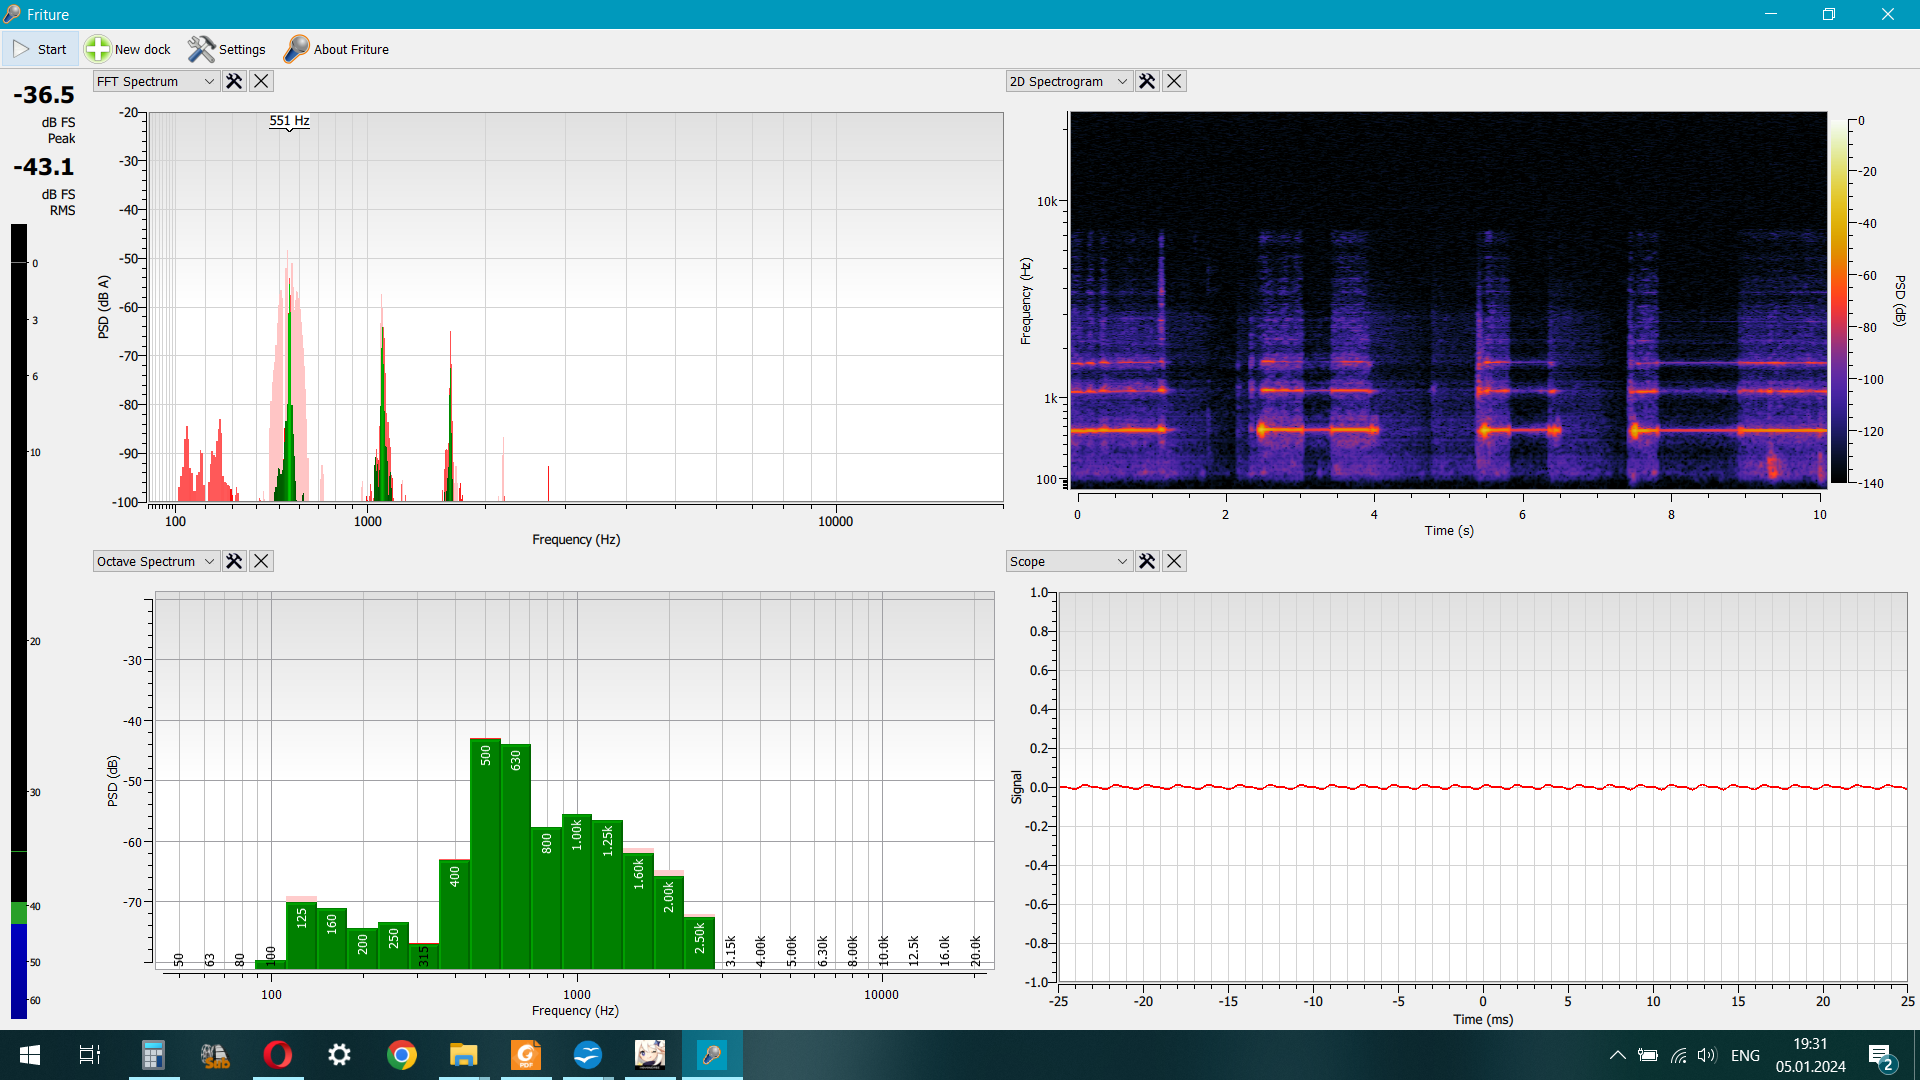 Friture
Start New dock Settings About Friture
-36.5
dB FS
Peak
-43.1
dB FS
RMS
0
3
6
10
20
30
40
50
60
FFT Spectrum
551 Hz
-20
-30
-40
-50
-60
-70
-80
-90
-100
PSD (dB A)
100 1000 10000
Frequency (Hz)
2D Spectrogram
10k
1k
100
Frequency (Hz)
0 2 4 6 8 10
Time (s)
0
-20
-40
-60
-80
-100
-120
-140
PSD (dB)
Octave Spectrum
-30
-40
-50
-60
-70
PSD (dB)
50 63 80 100 125 160 200 250 315 400 500 630 800 1.00k 1.25k 1.60k 2.00k 2.50k 3.15k 4.00k 5.00k 6.30k 8.00k 10.0k 12.5k 16.0k 20.0k
100 1000 10000
Frequency (Hz)
Scope
1.0
0.8
0.6
0.4
0.2
0.0
-0.2
-0.4
-0.6
-0.8
-1.0
Signal
-25 -20 -15 -10 -5 0 5 10 15 20 25
Time (ms)
PDF
ENG
19:31
05.01.2024
2